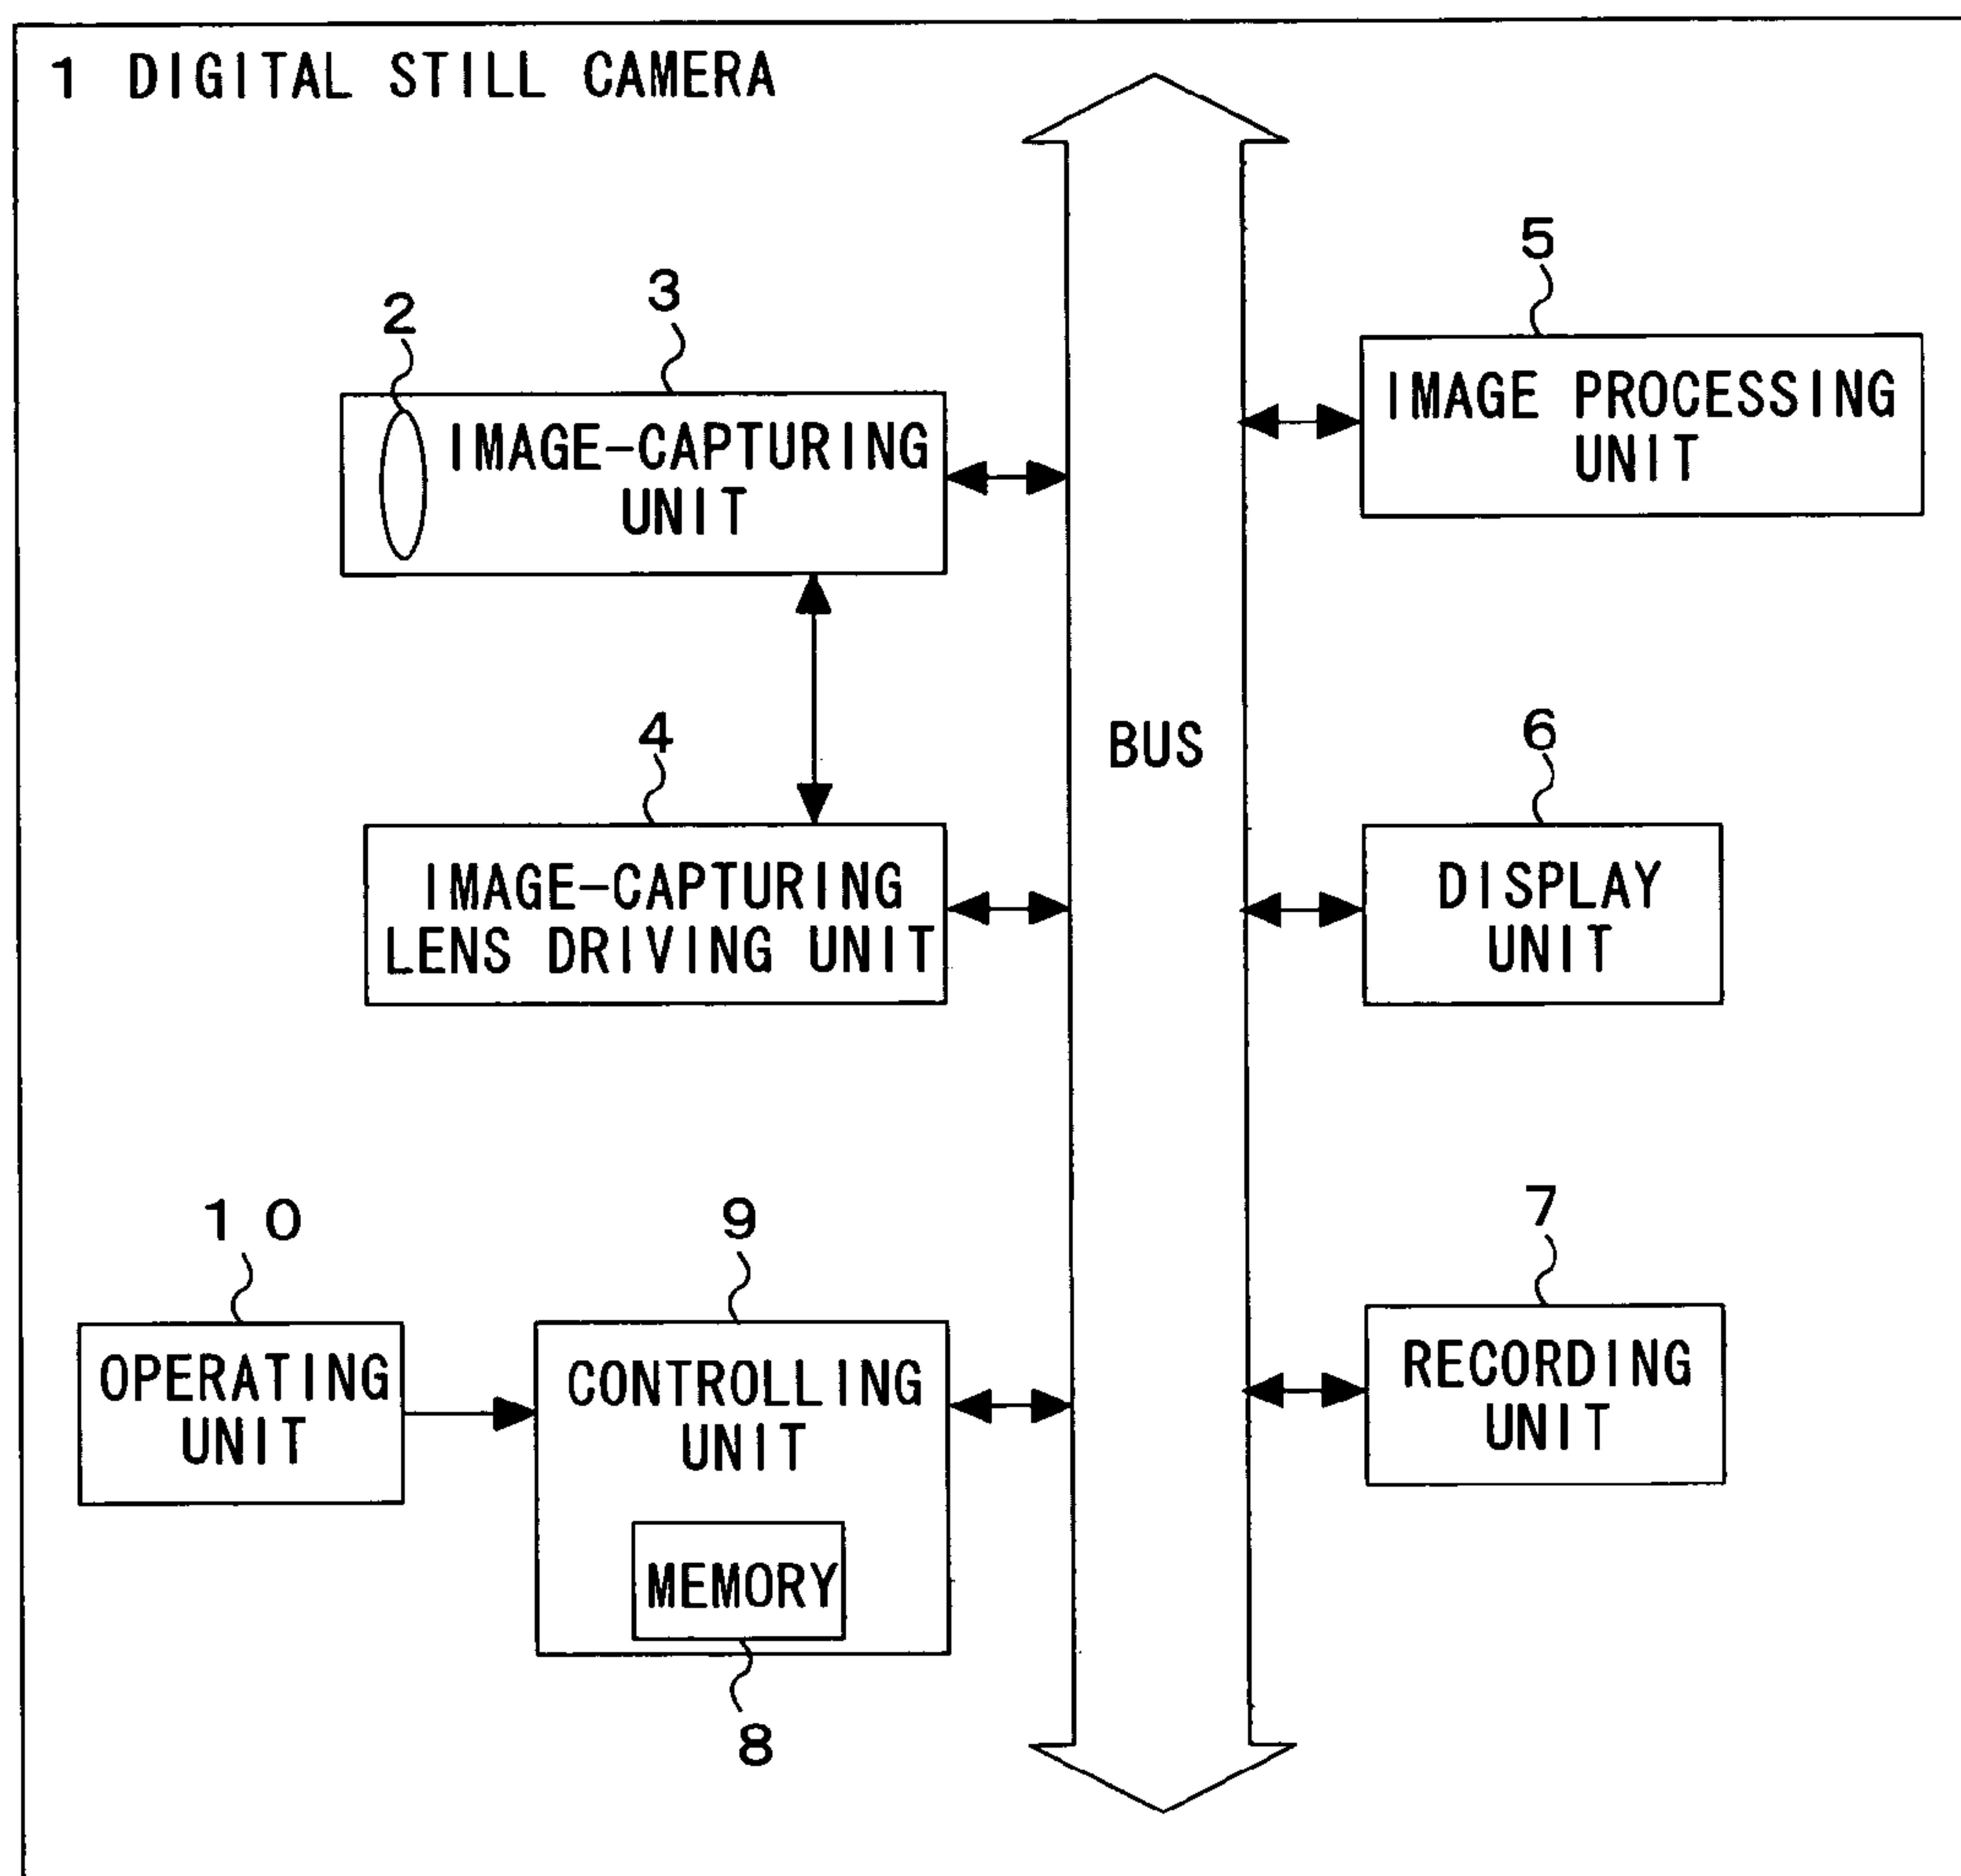 1 DIGITAL STILL CAMERA
2
3
IMAGE-CAPTURING
UNIT
4
IMAGE-CAPTURING
LENS DRIVING UNIT
10
OPERATING
UNIT
9
CONTROLLING
UNIT
MEMORY
8
BUS
5
IMAGE PROCESSING
UNIT
6
DISPLAY
UNIT
7
RECORDING
UNIT